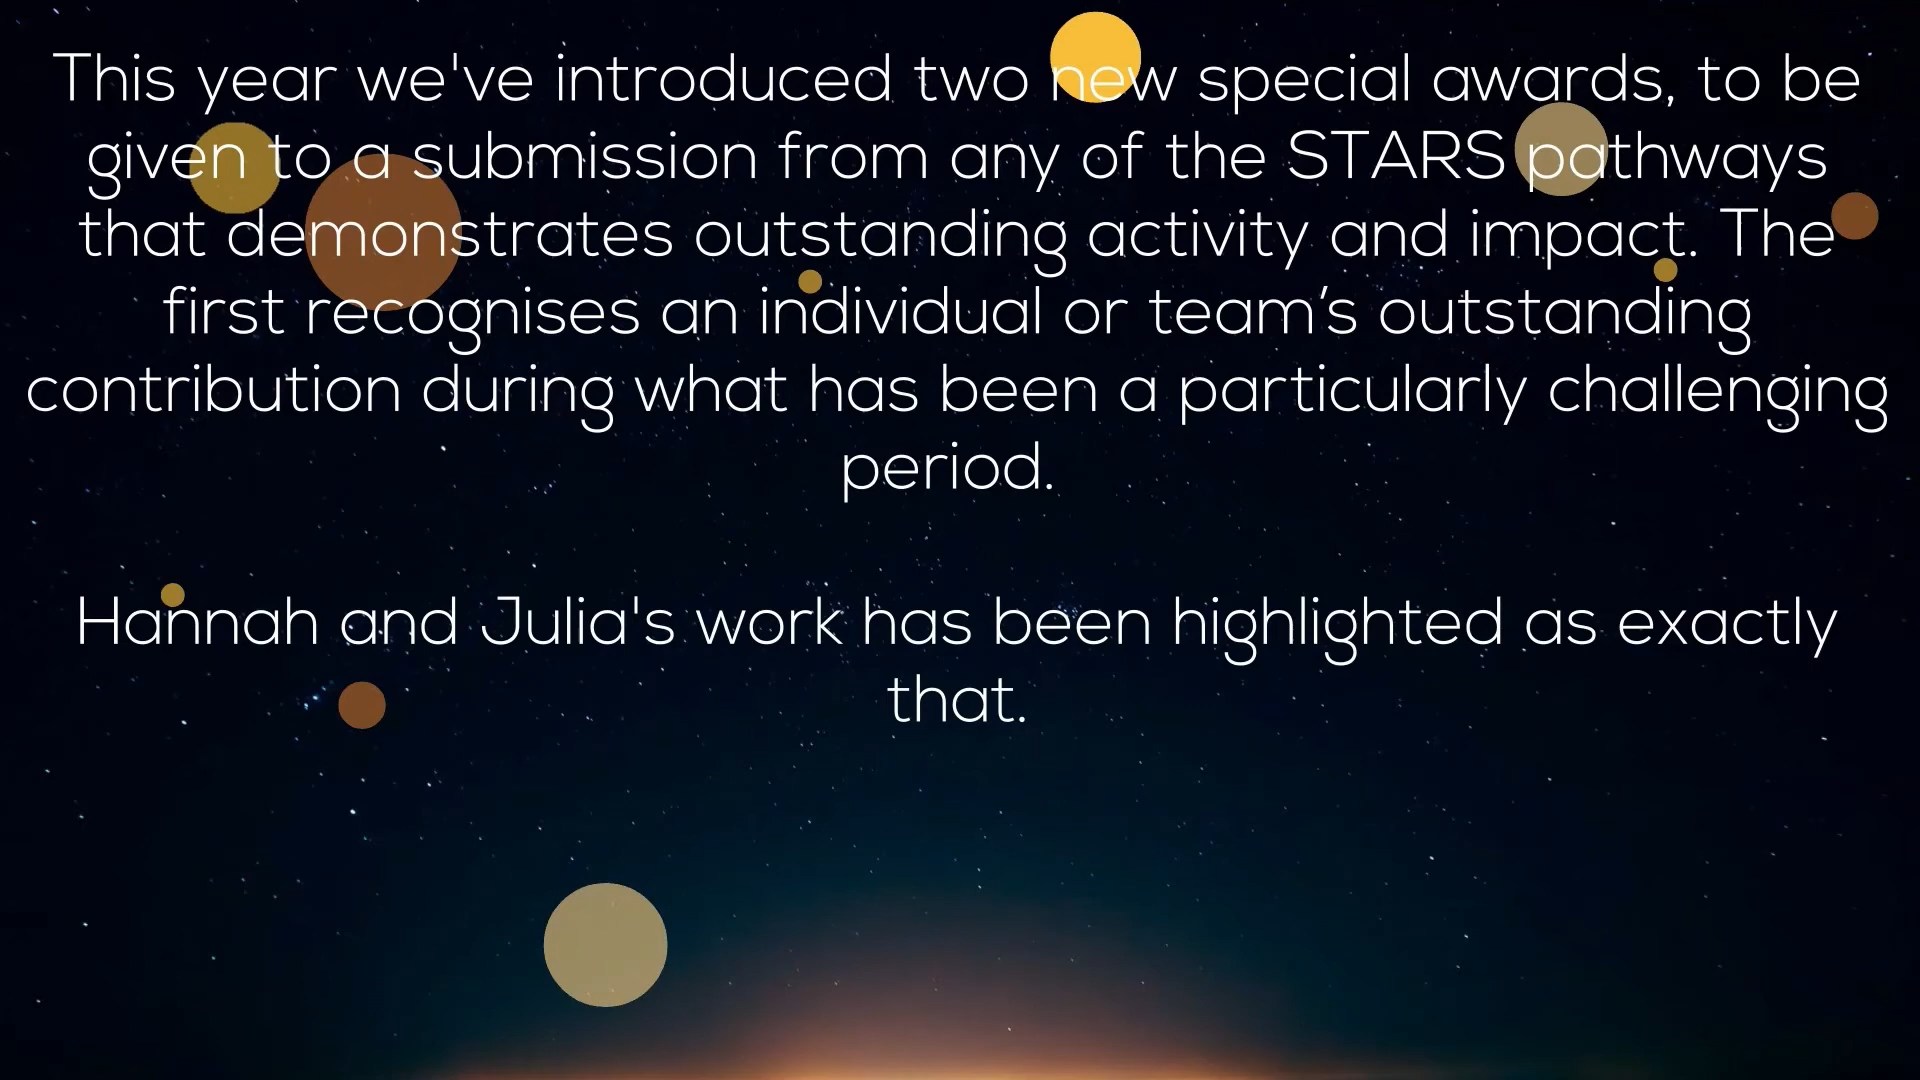 This year we've introduced two new special awards, to be
given to a submission from any of the STARS pathways
that demonstrates outstanding activity and impact. The
first recognises an individual or team’s outstanding
contribution during what has been a particularly challenging
period.
Hannah and Julia's work has been highlighted as exactly
that.